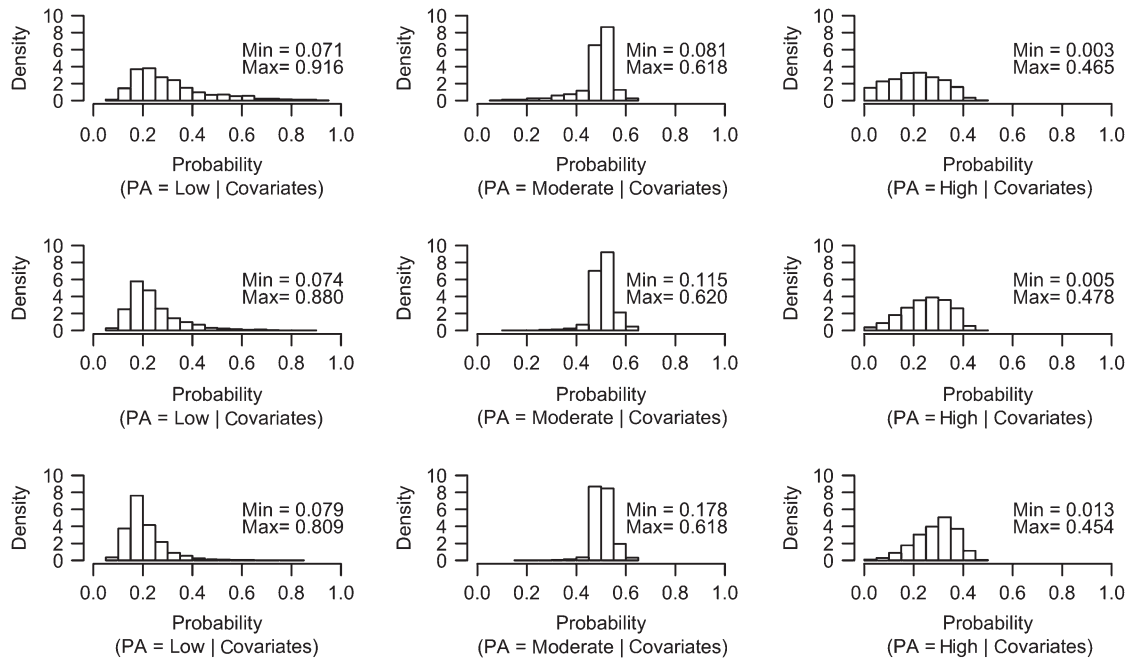 Density
10
8
6
4
2
0
Min = 0.071
Max= 0.916
0.0 0.2 0.4 0.6 0.8 1.0
Probability
(PA = Low | Covariates)
Density
10
8
6
4
2
0
Min = 0.081
Max= 0.618
0.0 0.2 0.4 0.6 0.8 1.0
Probability
(PA = Moderate | Covariates)
Density
10
8
6
4
2
0
Min = 0.003
Max= 0.465
0.0 0.2 0.4 0.6 0.8 1.0
Probability
(PA = High | Covariates)
Density
10
8
6
4
2
0
Min = 0.074
Max= 0.880
0.0 0.2 0.4 0.6 0.8 1.0
Probability
(PA = Low | Covariates)
Density
10
8
6
4
2
0
Min = 0.115
Max= 0.620
0.0 0.2 0.4 0.6 0.8 1.0
Probability
(PA = Moderate | Covariates)
Density
10
8
6
4
2
0
Min = 0.005
Max= 0.478
0.0 0.2 0.4 0.6 0.8 1.0
Probability
(PA = High | Covariates)
Density
10
8
6
4
2
0
Min = 0.079
Max= 0.809
0.0 0.2 0.4 0.6 0.8 1.0
Probability
(PA = Low | Covariates)
Density
10
8
6
4
2
0
Min = 0.178
Max= 0.618
0.0 0.2 0.4 0.6 0.8 1.0
Probability
(PA = Moderate | Covariates)
Density
10
8
6
4
2
0
Min = 0.013
Max= 0.454
0.0 0.2 0.4 0.6 0.8 1.0
Probability
(PA = High | Covariates)